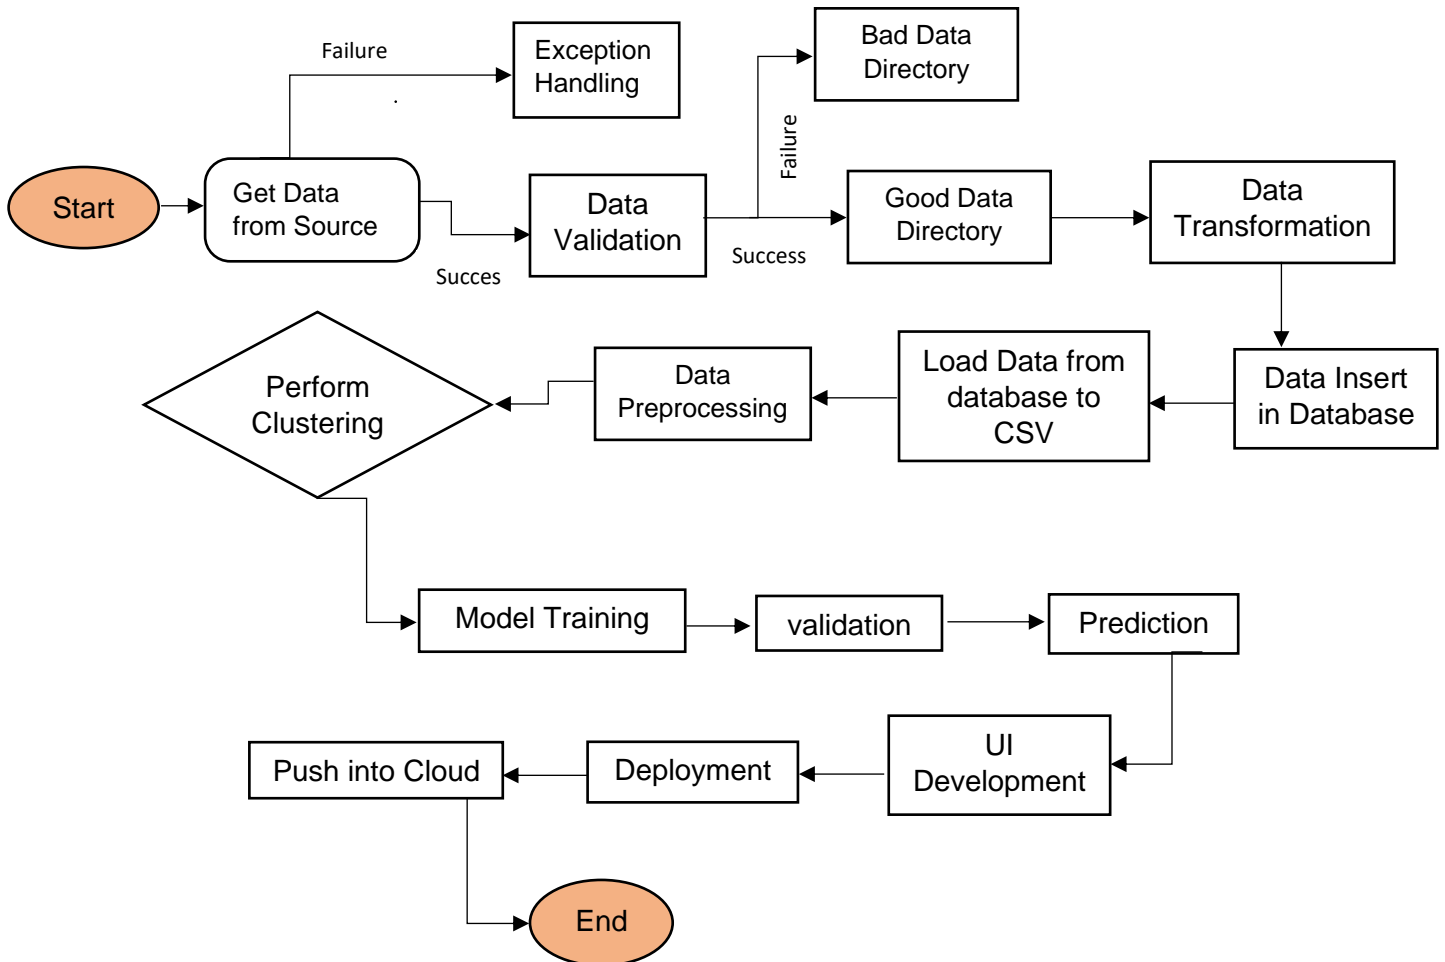 Failure
Exception
Handling
Bad Data
Directory
Failure
Start
Get Data
from Source
Succes
Data
Validation
Success
Good Data
Directory
Data
Transformation
Perform
Clustering
Data
Preprocessing
Load Data from
database to
CSV
Data Insert
in Database
Model Training
validation
Prediction
Push into Cloud
Deployment
UI
Development
End